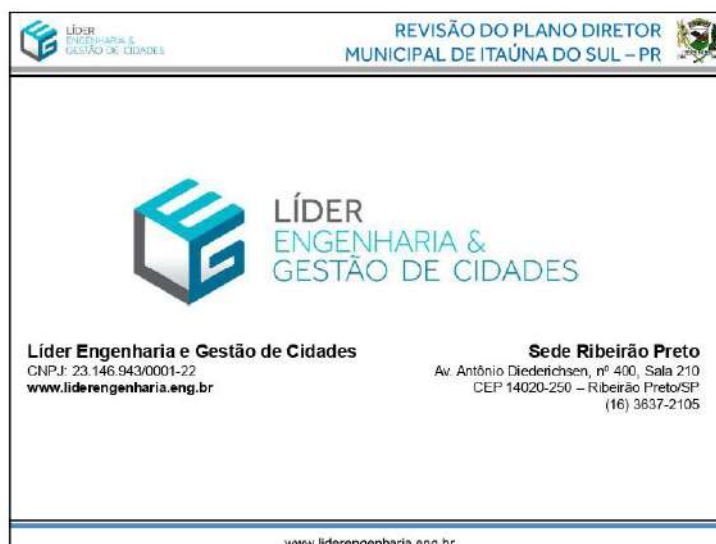 LÍDER
ENGENHARIA &
GESTÃO DE CIDADES
REVISÃO DO PLANO DIRETOR
MUNICIPAL DE ITAÚNA DO SUL – PR
LÍDER
ENGENHARIA &
GESTÃO DE CIDADES
Líder Engenharia e Gestão de Cidades
CNPJ: 23.146.943/0001-22
www.liderengenharia.eng.br
Sede Ribeirão Preto
Av. Antônio Diederichsen, nº 400, Sala 210
CEP 14020-250 – Ribeirão Preto/SP
(16) 3637-2105
www.liderengenharia.eng.br